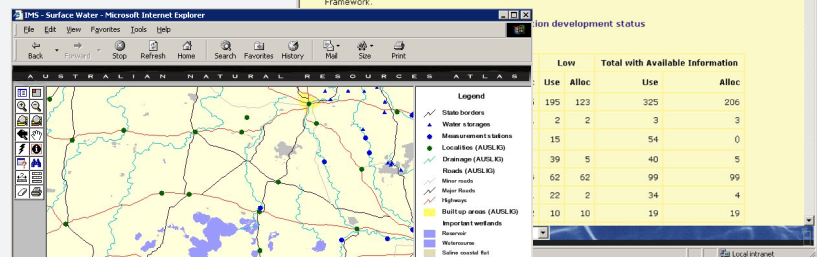 Framework.
IMS - Surface Water - Microsoft Internet Explorer
File Edit View Favorites Tools Help
Back Forward Stop Refresh Home Search Favorites History Mail Size Print
AUSTRALIAN NATURAL RESOURCES ATLAS
Legend
State borders
Water storages
Measurement stations
Localities (AUSLIG)
Drainage (AUSLIG)
Roads (AUSLIG)
Minor roads
Major Roads
Highways
Built up areas (AUSLIG)
Important wetlands
Reservoir
Watercourse
Saline coastal flat
tion development status
Low Total with Available Information
Use Alloc Use Alloc
195 123 325 206
2 2 3 3
15 54 0
39 5 40 5
62 62 99 99
22 2 34 4
10 10 19 19
Local intranet